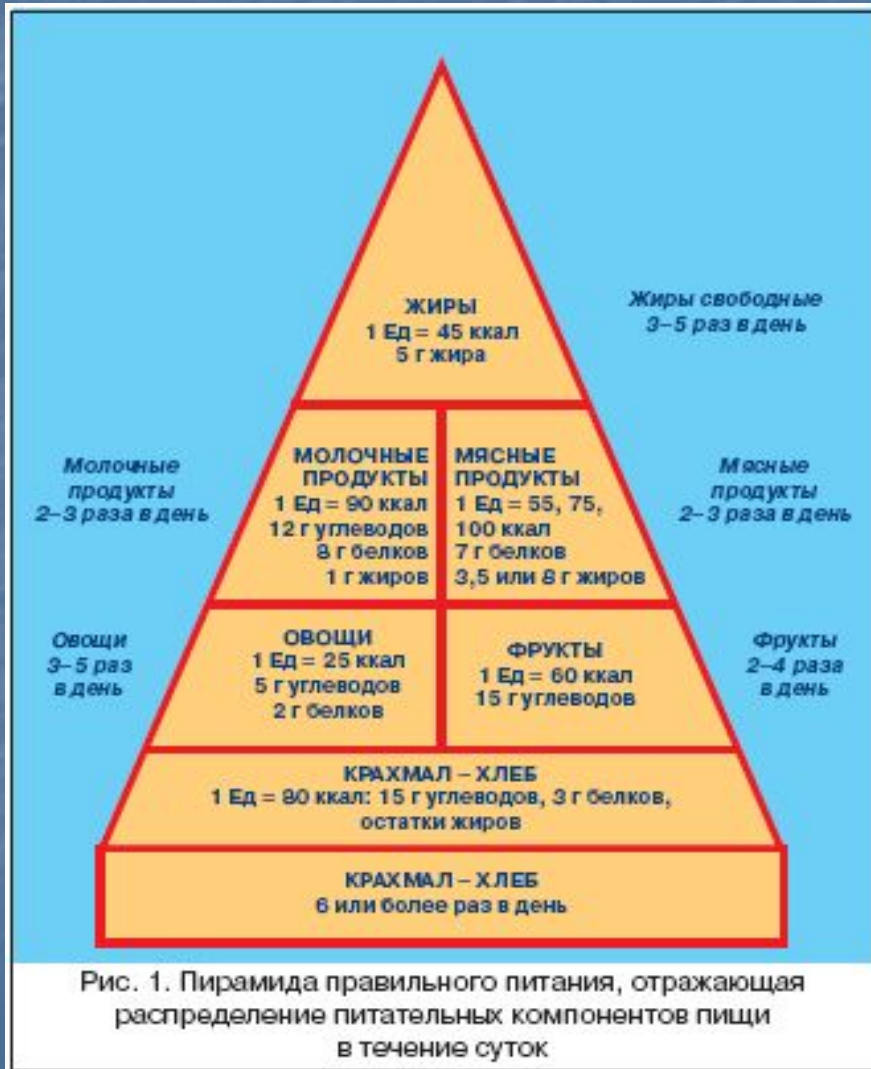 ЖИРЫ
1 Ед = 45 ккал
5 г жира
Жиры свободные
3–5 раз в день
Молочные
продукты
2–3 раза в день
МОЛОЧНЫЕ
ПРОДУКТЫ
1 Ед = 90 ккал
12 г углеводов
8 г белков
1 г жиров
МЯСНЫЕ
ПРОДУКТЫ
1 Ед = 55, 75,
100 ккал
7 г белков
3,5 или 8 г жиров
Мясные
продукты
2–3 раза в день
Овощи
3–5 раз
в день
ОВОЩИ
1 Ед = 25 ккал
5 г углеводов
2 г белков
ФРУКТЫ
1 Ед = 60 ккал
15 г углеводов
Фрукты
2–4 раза
в день
КРАХМАЛ – ХЛЕБ
1 Ед = 80 ккал: 15 г углеводов, 3 г белков,
остатки жиров
КРАХМАЛ – ХЛЕБ
6 или более раз в день
Рис. 1. Пирамида правильного питания, отражающая
распределение питательных компонентов пищи
в течение суток